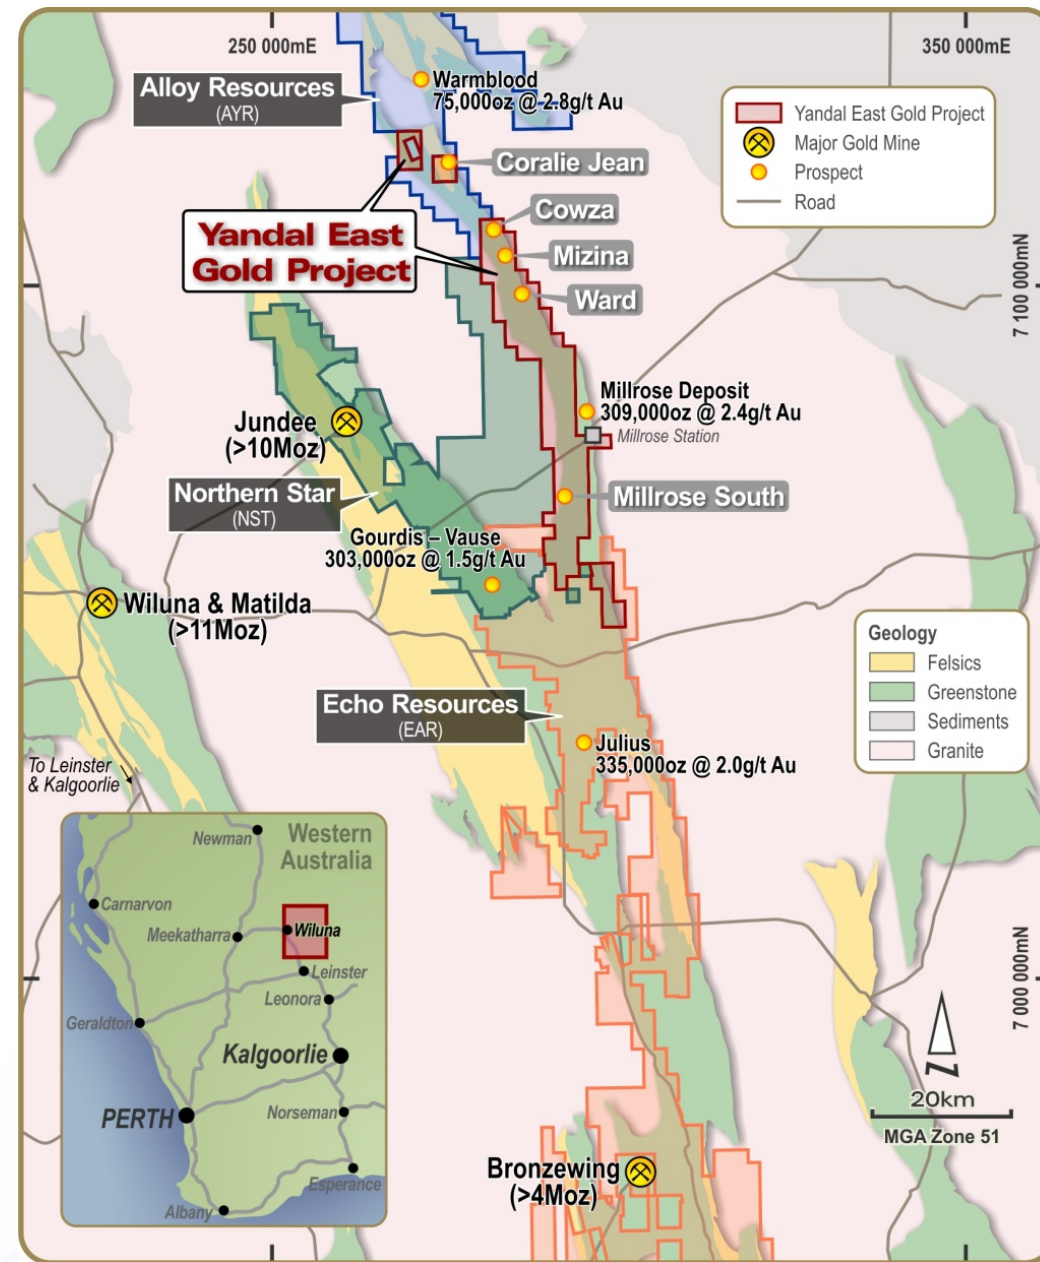 250 000mE
350 000mE
Alloy Resources
(AYR)
Warmblood
75,000oz @ 2.8g/t Au
Yandal East Gold Project
Major Gold Mine
Prospect
Road
Coralie Jean
Cowza
Yandal East
Gold Project
Mizina
Ward
7 100 000mN
Millrose Deposit
309,000oz @ 2.4g/t Au
Millrose Station
Jundee
(>10Moz)
Northern Star
(NST)
Millrose South
Gourdis – Vause
303,000oz @ 1.5g/t Au
Wiluna & Matilda
(>11Moz)
Geology
Felsics
Greenstone
Sediments
Granite
Echo Resources
(EAR)
Julius
335,000oz @ 2.0g/t Au
To Leinster
& Kalgoorlie
Western
Australia
Newman
Carnarvon
Meekatharra
Wiluna
Leinster
Leonora
Geraldton
Kalgoorlie
PERTH
Norseman
Esperance
Albany
7 000 000mN
N
20km
MGA Zone 51
Bronzewing
(>4Moz)